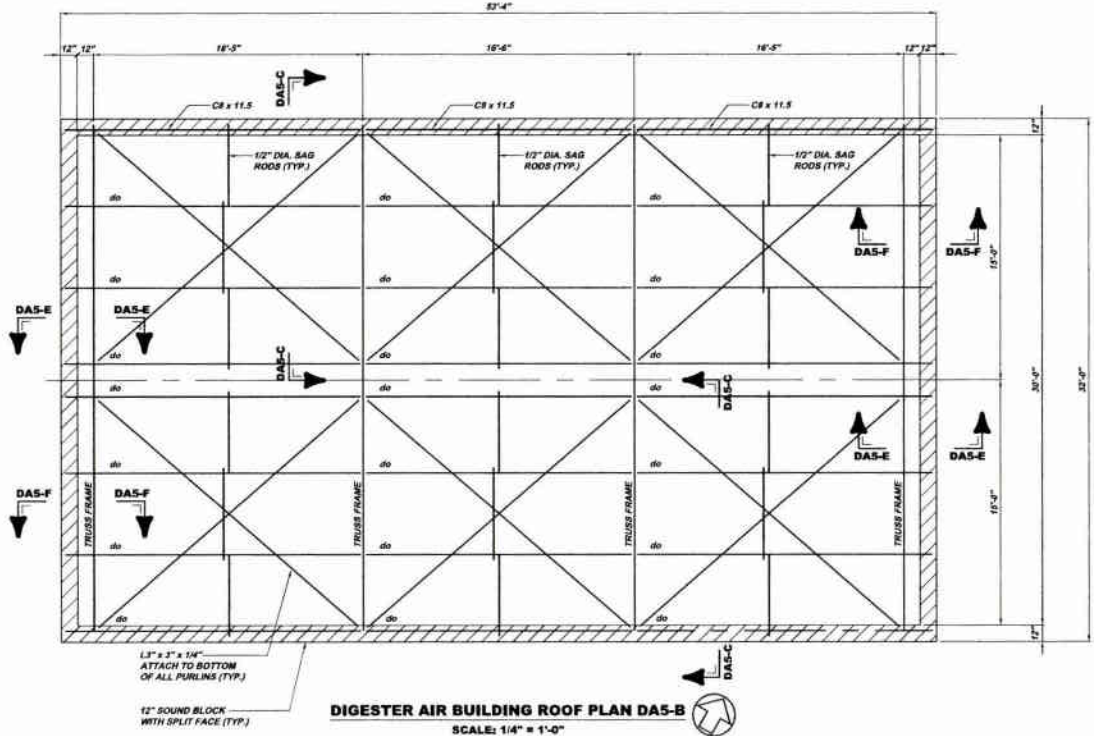 53'-4"
12" 12" 16'-5" 16'-6" 16'-5" 12" 12"
DA5-C
C8 x 11.5 C8 x 11.5 C8 x 11.5
12"
1/2" DIA. SAG
RODS (TYP.)
1/2" DIA. SAG
RODS (TYP.)
1/2" DIA. SAG
RODS (TYP.)
do do do
DA5-F DA5-F
15'-0"
do do do
DA5-E DA5-E
do do do
DA5-C DA5-C
30'-0" 32'-0"
do do do
DA5-E DA5-E
do do do
DA5-F DA5-F
TRUSS FRAME TRUSS FRAME TRUSS FRAME TRUSS FRAME
15'-0"
do do do
do do do
12"
L3" x 3" x 1/4"
ATTACH TO BOTTOM
OF ALL PURLINS (TYP.)
DA5-C
12" SOUND BLOCK
WITH SPLIT FACE (TYP.)
DIGESTER AIR BUILDING ROOF PLAN DA5-B
SCALE: 1/4" = 1'-0"